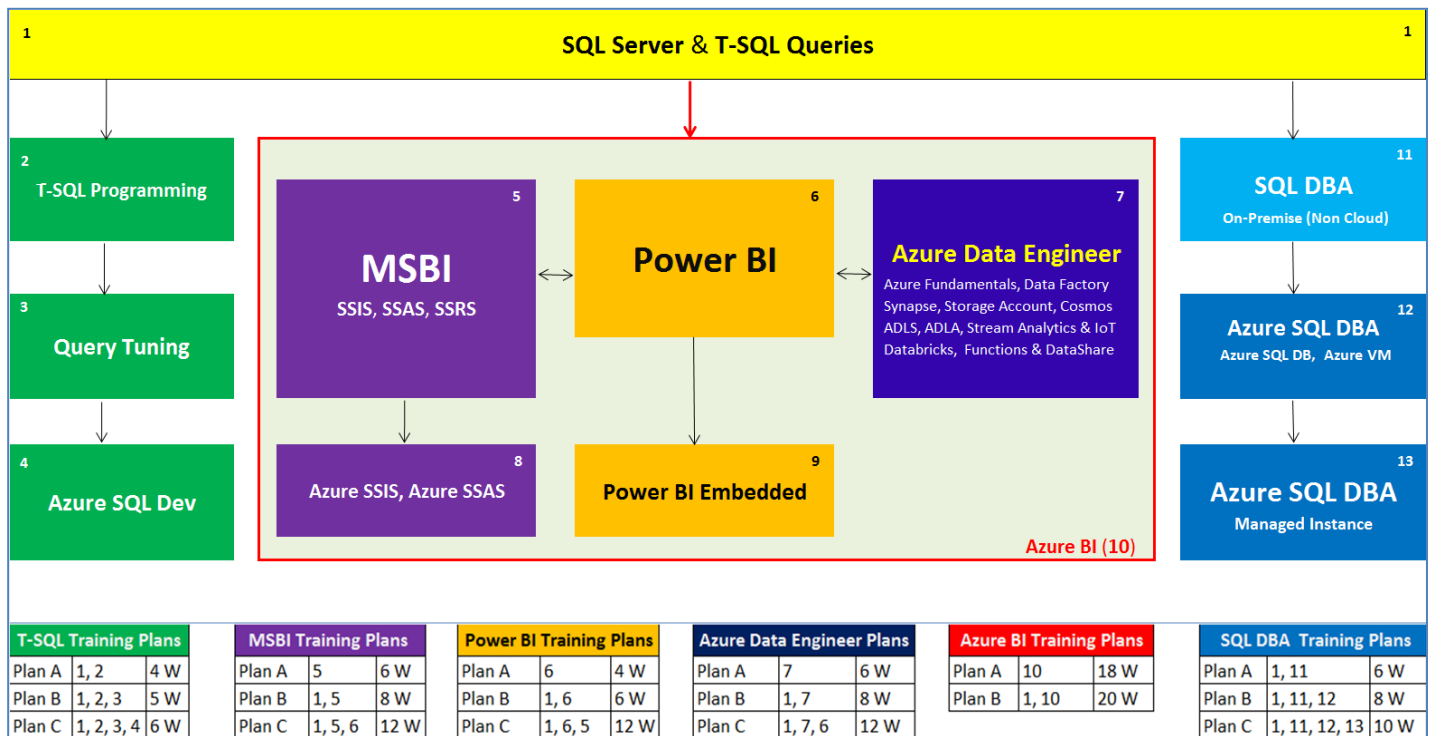 1
SQL Server & T-SQL Queries
1
2
T-SQL Programming
3
Query Tuning
4
Azure SQL Dev
5
MSBI
SSIS, SSAS, SSRS
6
Power BI
7
Azure Data Engineer
Azure Fundamentals, Data Factory
Synapse, Storage Account, Cosmos
ADLS, ADLA, Stream Analytics & IoT
Databricks, Functions & DataShare
8
Azure SSIS, Azure SSAS
9
Power BI Embedded
Azure BI (10)
11
SQL DBA
On-Premise (Non Cloud)
12
Azure SQL DBA
Azure SQL DB, Azure VM
13
Azure SQL DBA
Managed Instance
T-SQL Training Plans
Plan A 1, 2 4 W
Plan B 1, 2, 3 5 W
Plan C 1, 2, 3, 4 6 W
MSBI Training Plans
Plan A 5 6 W
Plan B 1, 5 8 W
Plan C 1, 5, 6 12 W
Power BI Training Plans
Plan A 6 4 W
Plan B 1, 6 6 W
Plan C 1, 6, 5 12 W
Azure Data Engineer Plans
Plan A 7 6 W
Plan B 1, 7 8 W
Plan C 1, 7, 6 12 W
Azure BI Training Plans
Plan A 10 18 W
Plan B 1, 10 20 W
SQL DBA Training Plans
Plan A 1, 11 6 W
Plan B 1, 11, 12 8 W
Plan C 1, 11, 12, 13 10 W